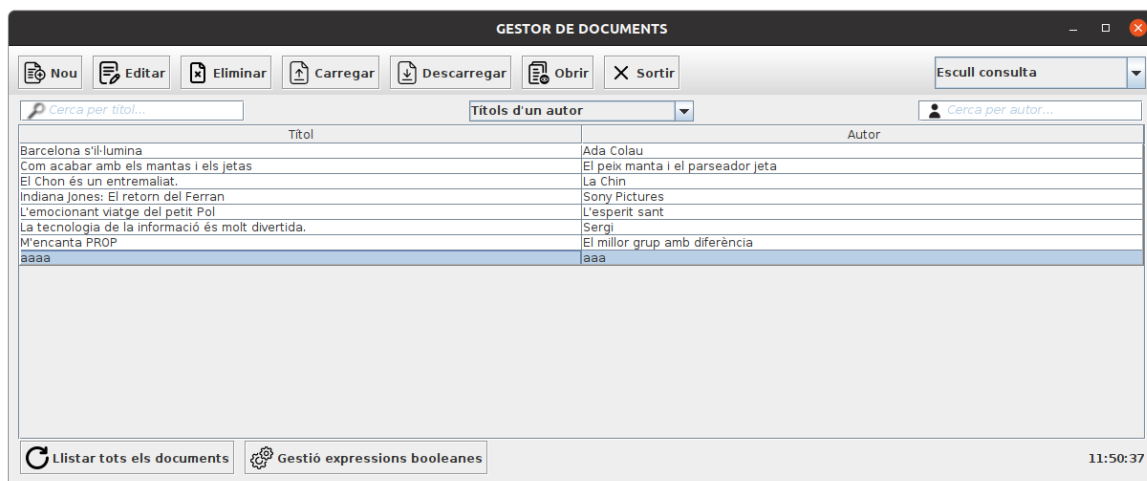 GESTOR DE DOCUMENTS
Nou Editar Eliminar Carregar Descarregar Obrir Sortir Escull consulta
Cerca per títol... Títols d'un autor Cerca per autor...
Títol Autor
Barcelona s'il·lumina Ada Colau
Com acabar amb els mantas i els jetas El peix manta i el parseador jeta
El Chon és un entremaliat. La Chin
Indiana Jones: El retorn del Ferran Sony Pictures
L'emocionant viatge del petit Pol L'esperit sant
La tecnologia de la informació és molt divertida. Sergi
M'encanta PROP El millor grup amb diferència
aaaa aaa
Llistar tots els documents Gestió expressions booleanes 11:50:37